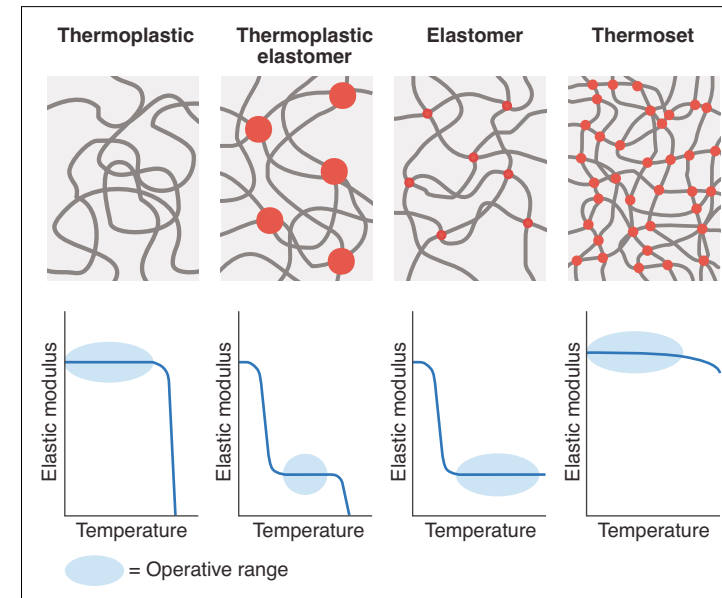 Thermoplastic
Thermoplastic
elastomer
Elastomer
Thermoset
Elastic modulus
Temperature
Elastic modulus
Temperature
Elastic modulus
Temperature
Elastic modulus
Temperature
= Operative range